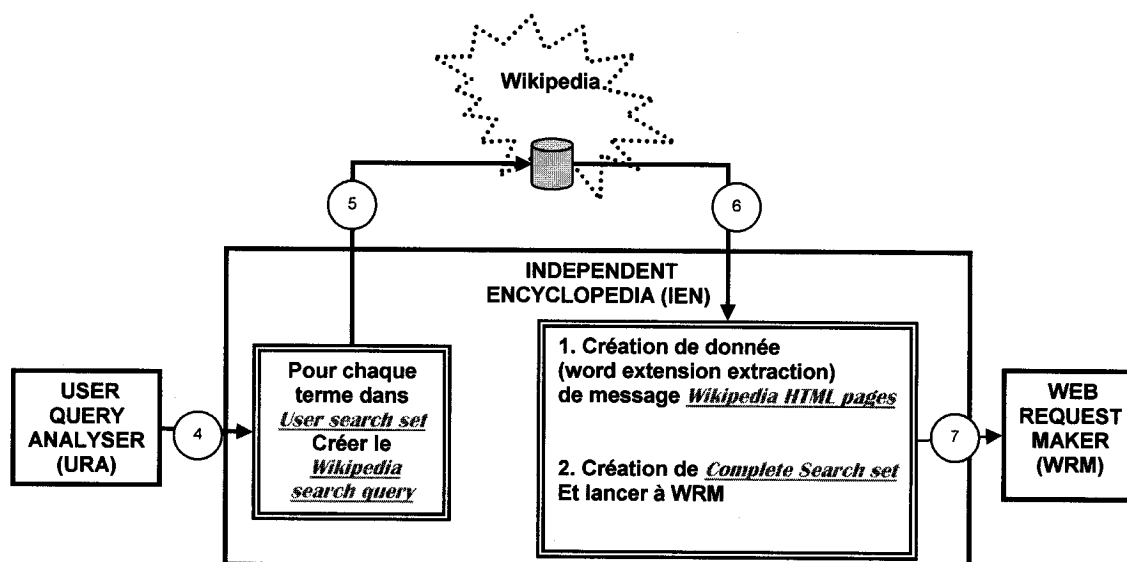 Wikipedia
5
6
INDEPENDENT
ENCYCLOPEDIA (IEN)
USER
QUERY
ANALYSER
(URA)
4
Pour chaque
terme dans
User search set
Créer le
Wikipedia
search query
1. Création de donnée
(word extension extraction)
de message Wikipedia HTML pages
2. Création de Complete Search set
Et lancer à WRM
7
WEB
REQUEST
MAKER
(WRM)